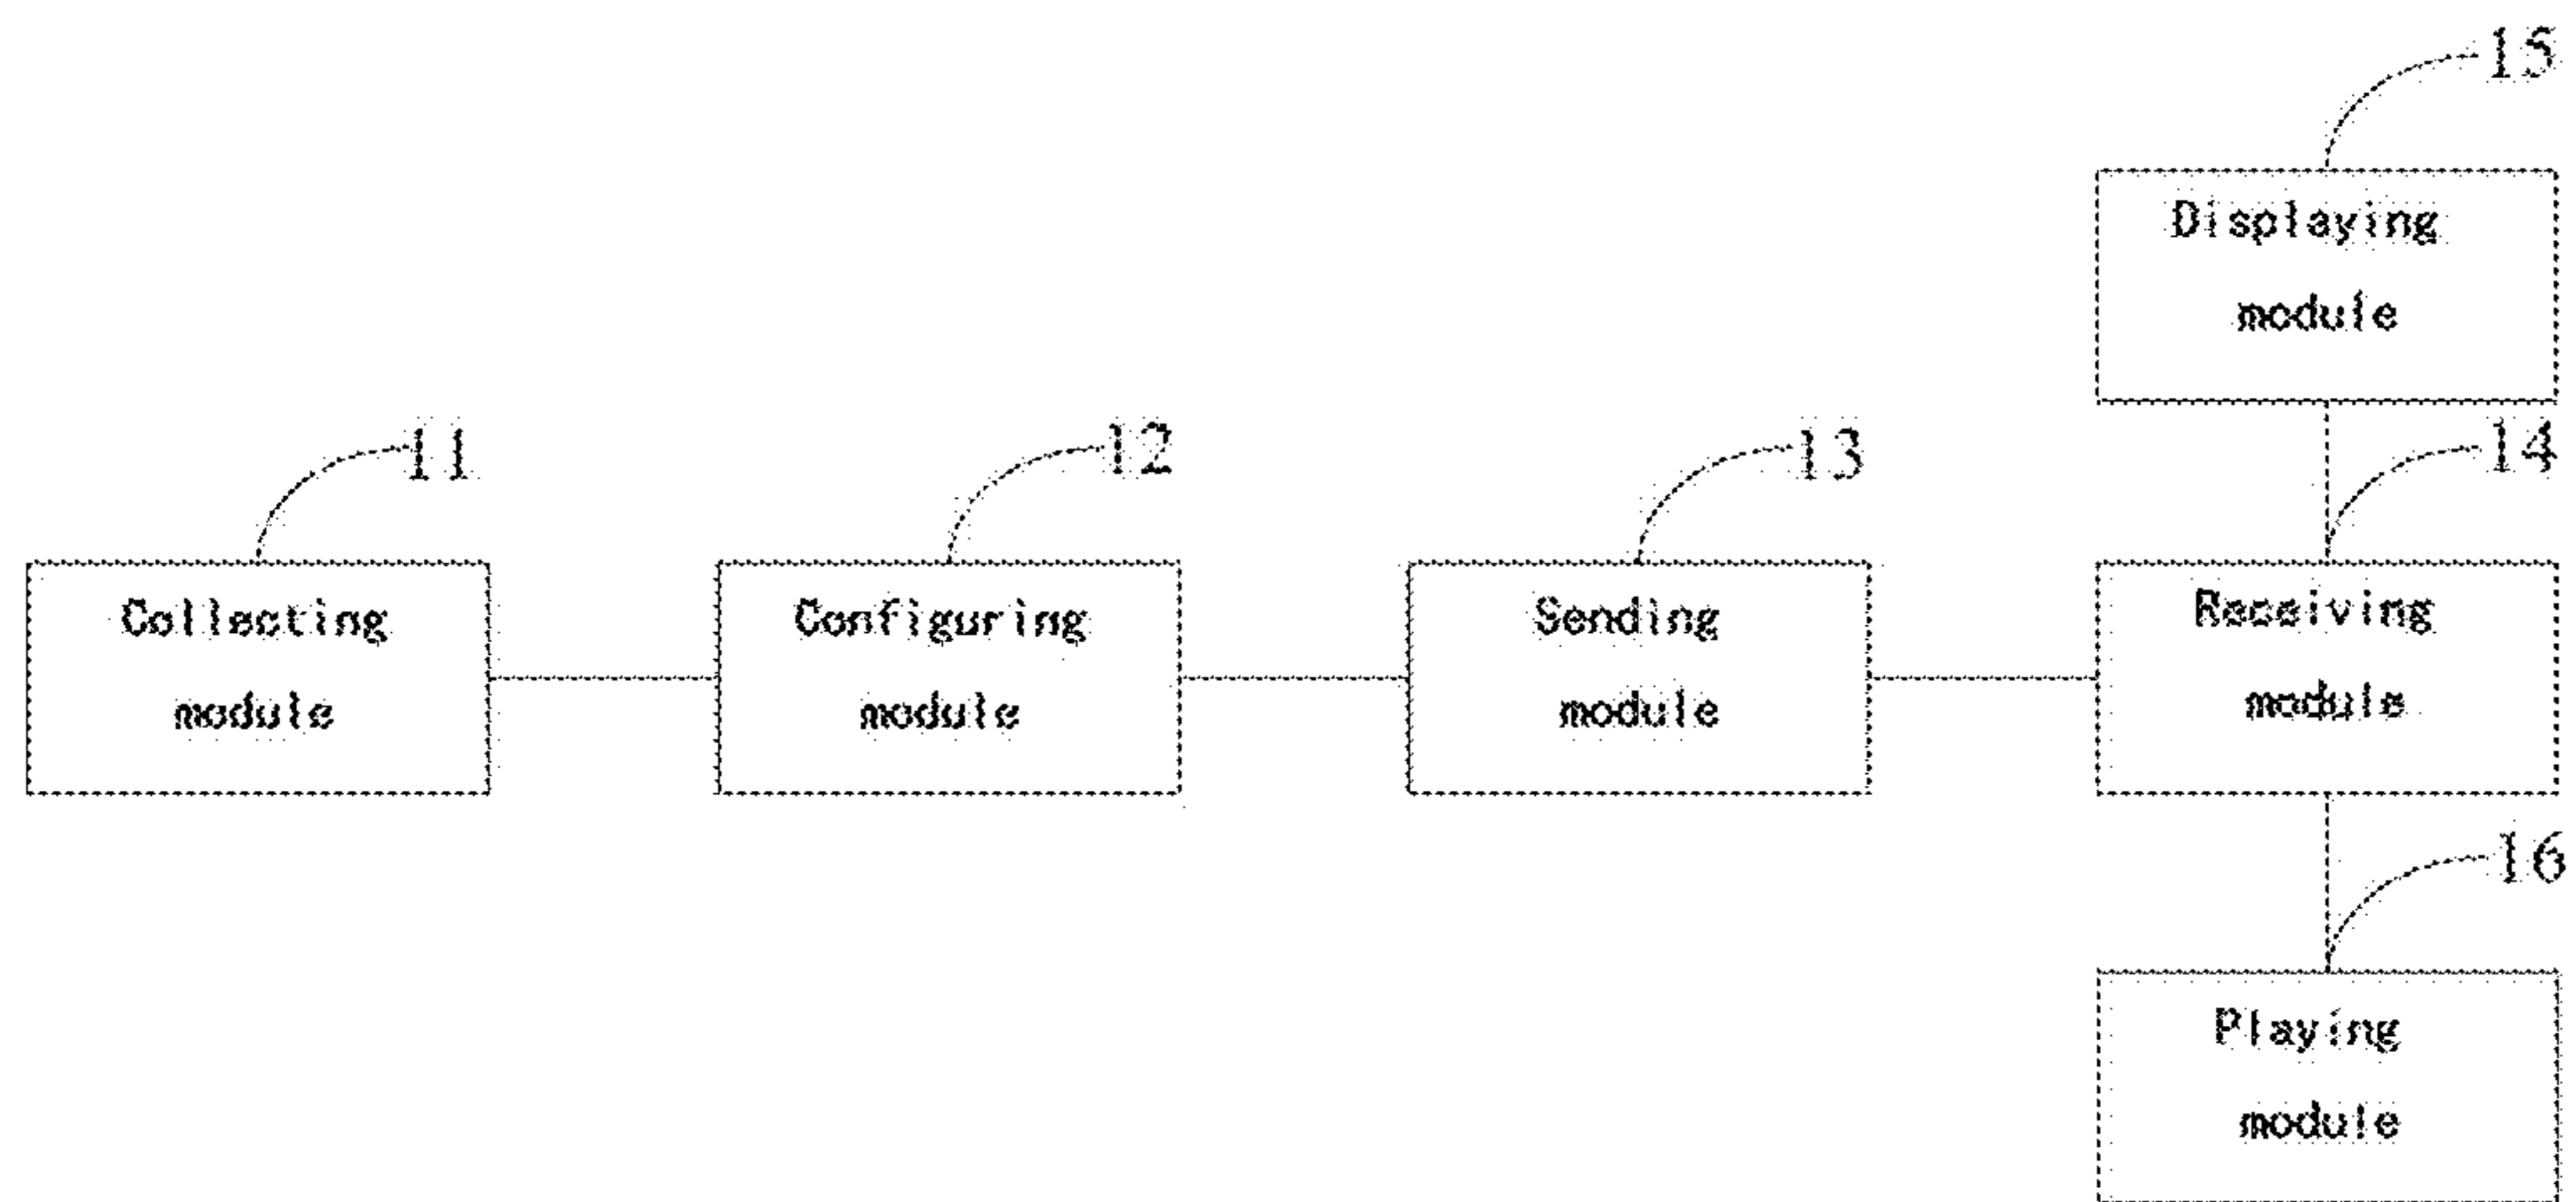 15
Displaying
module
11
12
13
14
Collecting
module
Configuring
module
Sending
module
Receiving
module
16
Playing
module